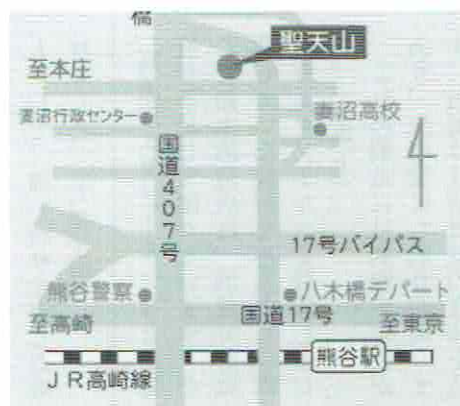 橋
聖天山
至本庄
妻沼行政センター
妻沼高校
国道407号
17号バイパス
熊谷警察
八木橋デパート
国道17号
至高崎
至東京
熊谷駅
JR高崎線